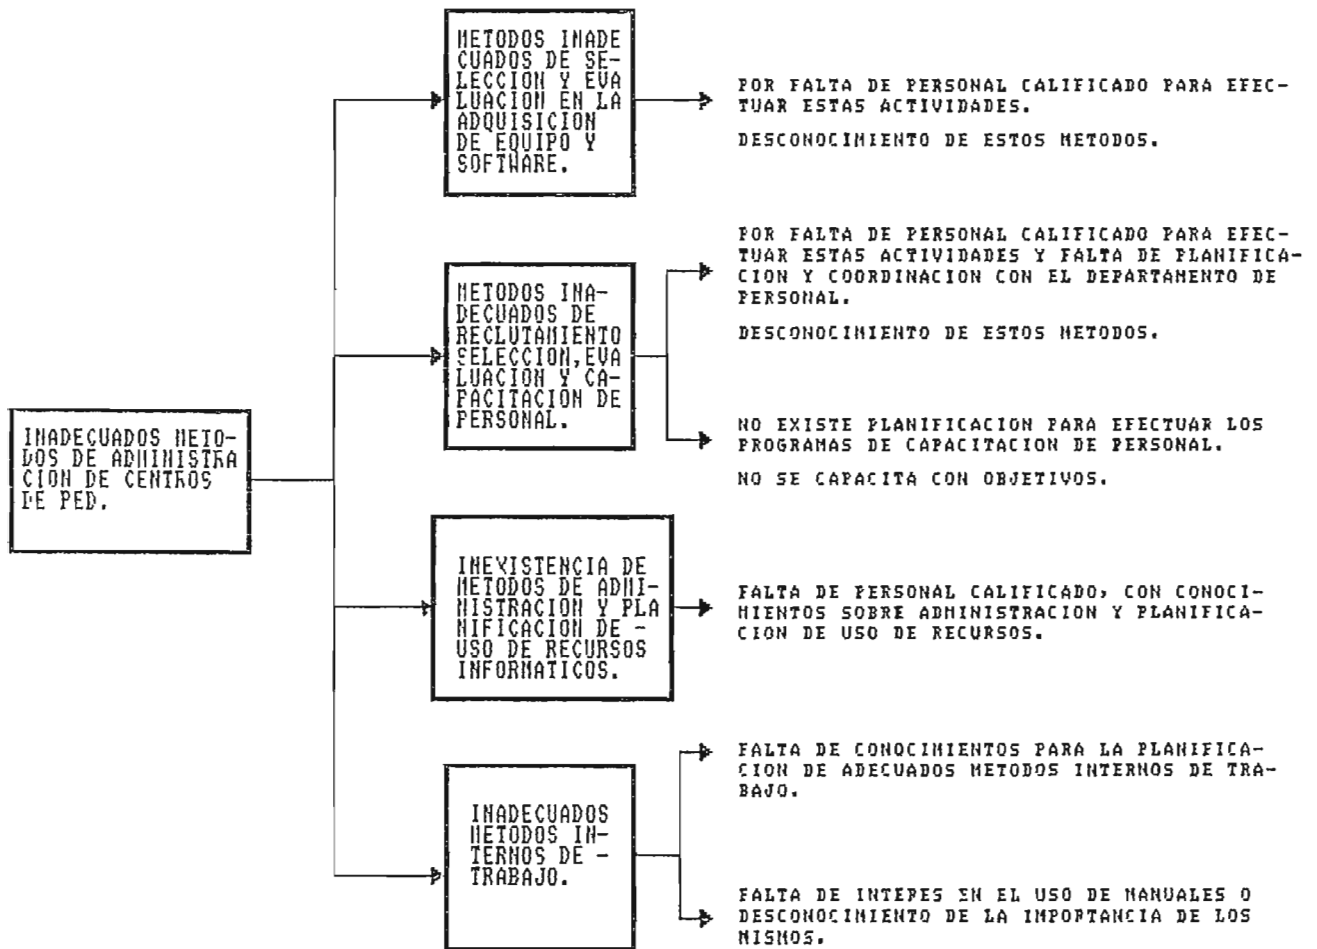 INADECUADOS METO-
DOS DE ADMINISTRA
CION DE CENTROS
DE PED.
METODOS INADE
CUADOS DE SE-
LECCION Y EVA
LUACION EN LA
ADQUISICION
DE EQUIPO Y
SOFTWARE.
POR FALTA DE PERSONAL CALIFICADO PARA EFEC-
TUAR ESTAS ACTIVIDADES.
DESCONOCIMIENTO DE ESTOS METODOS.
METODOS INA-
DECUADOS DE
RECLUTAMIENTO
SELECCION,EVA
LUACION Y CA-
PACITACION DE
PERSONAL.
POR FALTA DE PERSONAL CALIFICADO PARA EFEC-
TUAR ESTAS ACTIVIDADES Y FALTA DE PLANIFICA-
CION Y COORDINACION CON EL DEPARTAMENTO DE
PERSONAL.
DESCONOCIMIENTO DE ESTOS METODOS.
NO EXISTE PLANIFICACION PARA EFECTUAR LOS
PROGRAMAS DE CAPACITACION DE PERSONAL.
NO SE CAPACITA CON OBJETIVOS.
INEXISTENCIA DE
METODOS DE ADMI-
NISTRACION Y PLA
NIFICACION DE -
USO DE RECURSOS
INFORMATICOS.
FALTA DE PERSONAL CALIFICADO, CON CONOCI-
MIENTOS SOBRE ADMINISTRACION Y PLANIFICA-
CION DE USO DE RECURSOS.
INADECUADOS
METODOS IN-
TERNOS DE -
TRABAJO.
FALTA DE CONOCIMIENTOS PARA LA PLANIFICA-
CION DE ADECUADOS METODOS INTERNOS DE TRA-
BAJO.
FALTA DE INTERES EN EL USO DE MANUALES O
DESCONOCIMIENTO DE LA IMPORTANCIA DE LOS
MISMOS.